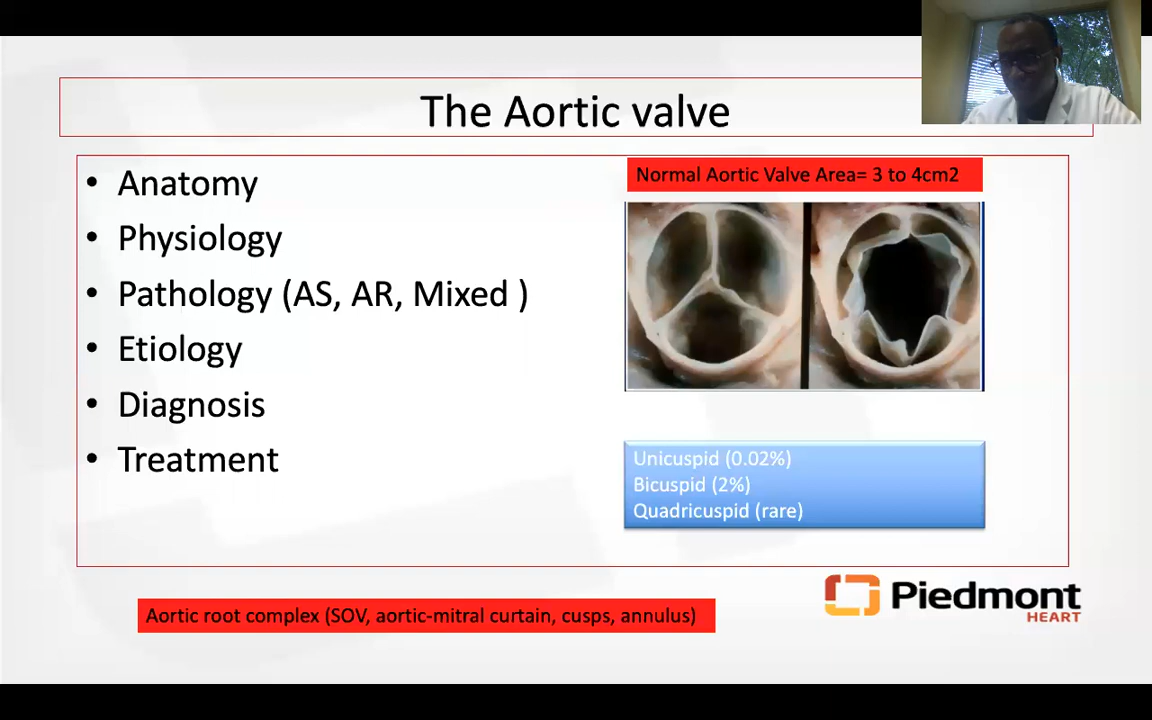 The Aortic valve
• Anatomy
• Physiology
• Pathology (AS, AR, Mixed )
• Etiology
• Diagnosis
• Treatment
Normal Aortic Valve Area= 3 to 4cm2
Unicuspid (0.02%)
Bicuspid (2%)
Quadricuspid (rare)
Aortic root complex (SOV, aortic-mitral curtain, cusps, annulus)
Piedmont
HEART